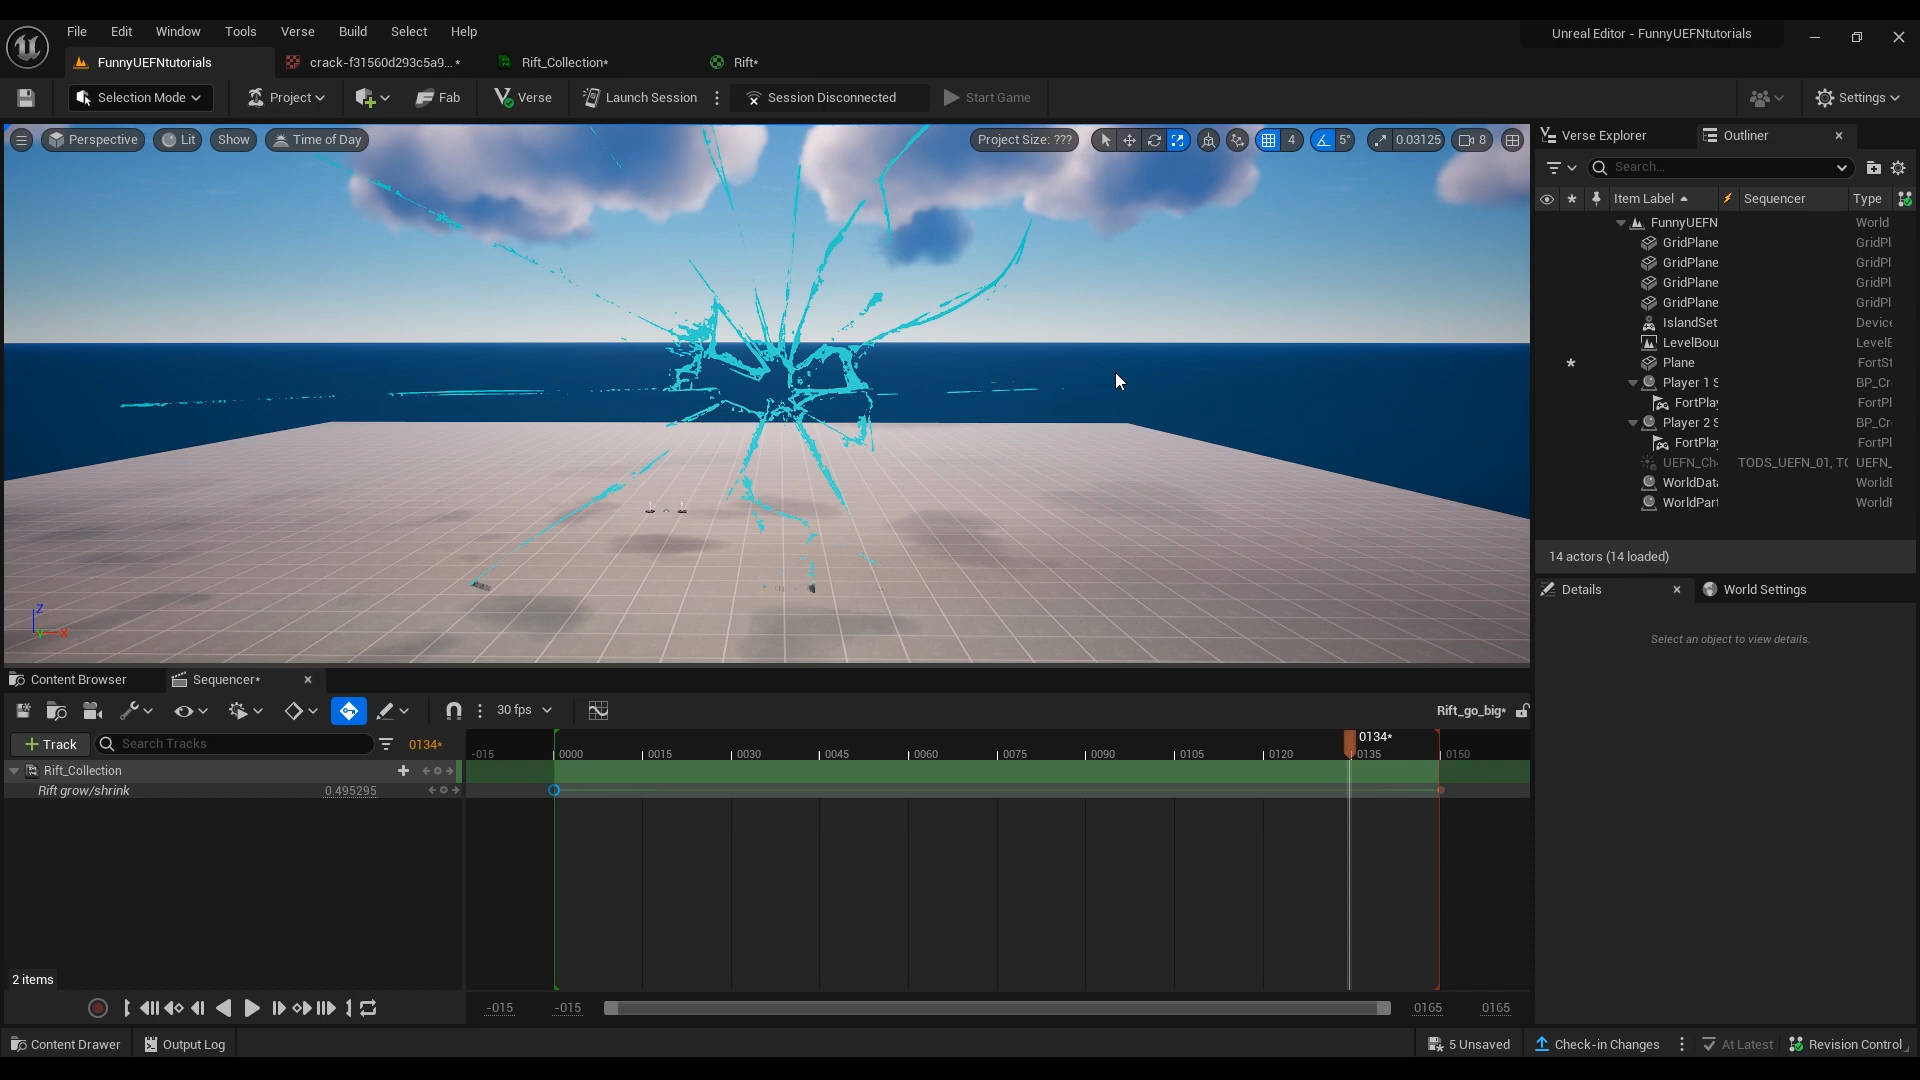 File Edit Window Tools Verse Build Select Help
Unreal Editor - FunnyUEFNtutorials
FunnyUEFNtutorials crack-f31560d293c5a9...* Rift_Collection* Rift*
Selection Mode Project Fab Verse Launch Session Session Disconnected Start Game Settings
Perspective Lit Show Time of Day Project Size: ??? 4 5° 0.03125 8
Verse Explorer Outliner
Search...
Item Label Sequencer Type
FunnyUEFN World
GridPlane GridPl
GridPlane GridPl
GridPlane GridPl
GridPlane GridPl
IslandSet Device
LevelBou LevelB
* Plane FortSt
Player 1 S BP_Cr
FortPlay FortPl
Player 2 S BP_Cr
FortPlay FortPl
UEFN_Ch TODS_UEFN_01, TO UEFN_
WorldData WorldD
WorldPart WorldP
14 actors (14 loaded)
Details World Settings
Select an object to view details.
Z
Y X
Content Browser Sequencer*
30 fps Rift_go_big*
Track Search Tracks 0134*
-015 0000 0015 0030 0045 0060 0075 0090 0105 0120 0135 0150
0134*
Rift_Collection
Rift grow/shrink 0.495295
2 items
-015 -015 0165 0165
Content Drawer Output Log 5 Unsaved Check-in Changes At Latest Revision Control